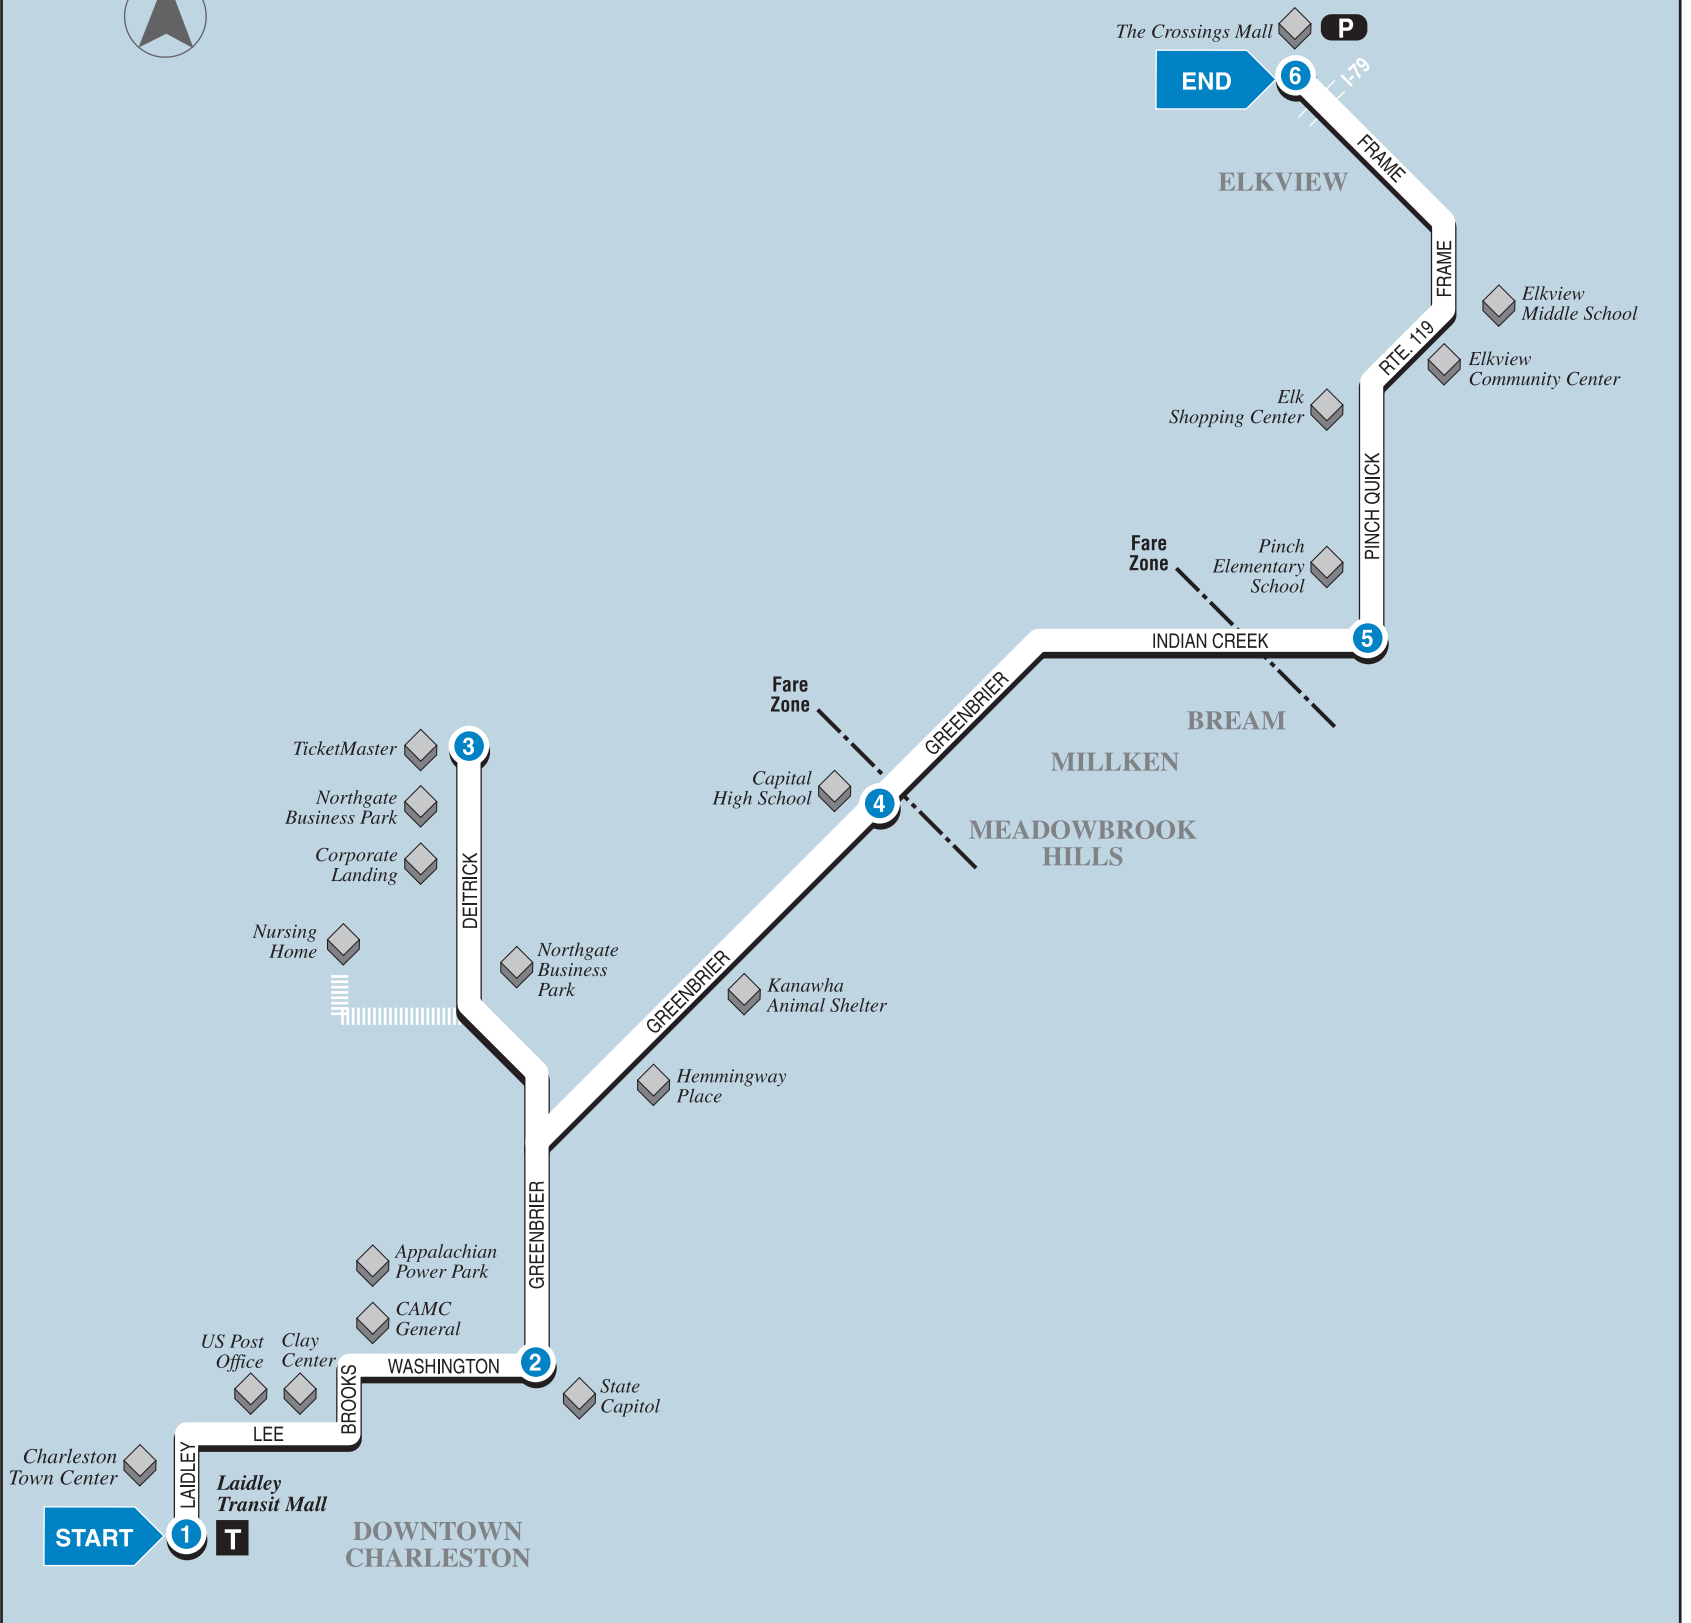 The Crossings Mall
P
END
6
I-79
FRAME
ELKVIEW
FRAME
Elkview
Middle School
RTE. 119
Elkview
Community Center
Elk
Shopping Center
PINCH QUICK
Fare
Zone
Pinch
Elementary
School
INDIAN CREEK
5
Fare
Zone
GREENBRIER
BREAM
MILLKEN
TicketMaster
3
Capital
High School
4
Northgate
Business Park
MEADOWBROOK
HILLS
Corporate
Landing
DEITRICK
Nursing
Home
Northgate
Business
Park
GREENBRIER
Kanawha
Animal Shelter
Hemmingway
Place
GREENBRIER
Appalachian
Power Park
CAMC
General
US Post
Office
Clay
Center
BROOKS
WASHINGTON
2
State
Capitol
LEE
Charleston
Town Center
LAIDLEY
Laidley
Transit Mall
START
1
T
DOWNTOWN
CHARLESTON